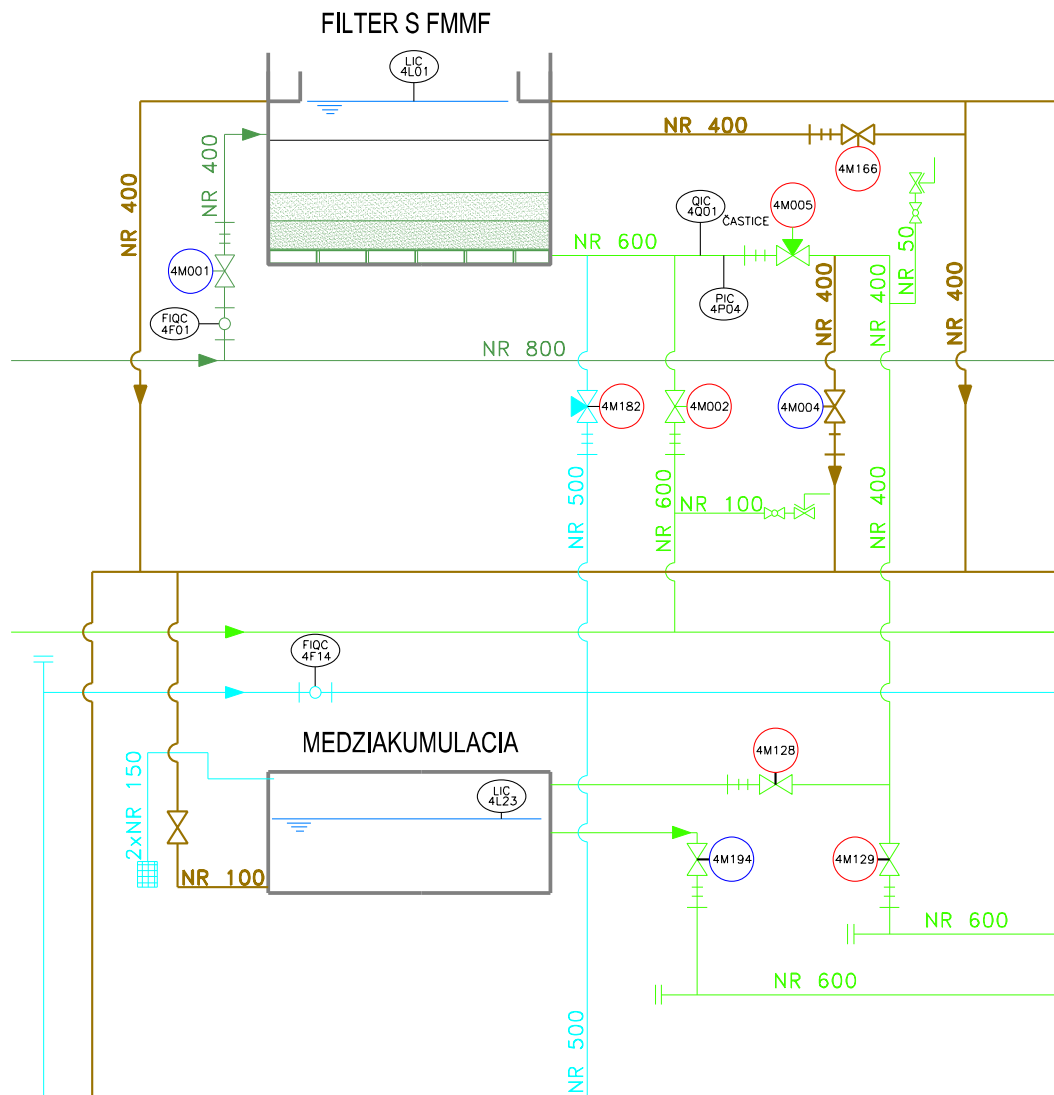 FILTER S FMMF
LIC
4L01
NR 400
4M166
NR 400
NR 400
4M001
FIQC
4F01
QIC
4Q01
ČASTICE
4M005
NR 600
PIC
4P04
NR 50
NR 400
NR 400
NR 400
NR 800
4M182
4M002
4M004
NR 500
NR 600
NR 100
NR 400
FIQC
4F14
MEDZIAKUMULACIA
4M128
LIC
4L23
2xNR 150
NR 100
4M194
4M129
NR 600
NR 600
NR 500